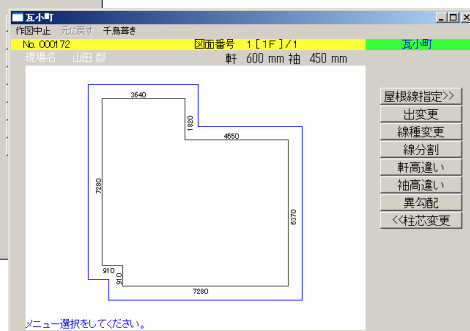 瓦小町
作図中止 元に戻す 千鳥葺き
No. 000172 図面番号 1 [ 1F ] / 1 瓦小町
現場名 山田 邸 軒 600 mm 袖 450 mm
屋根線指定>>
出変更
線種変更
線分割
軒高違い
袖高違い
異勾配
<<柱芯変更
3640
1820
4550
7280
6370
910
910
7280
メニュー選択をしてください。